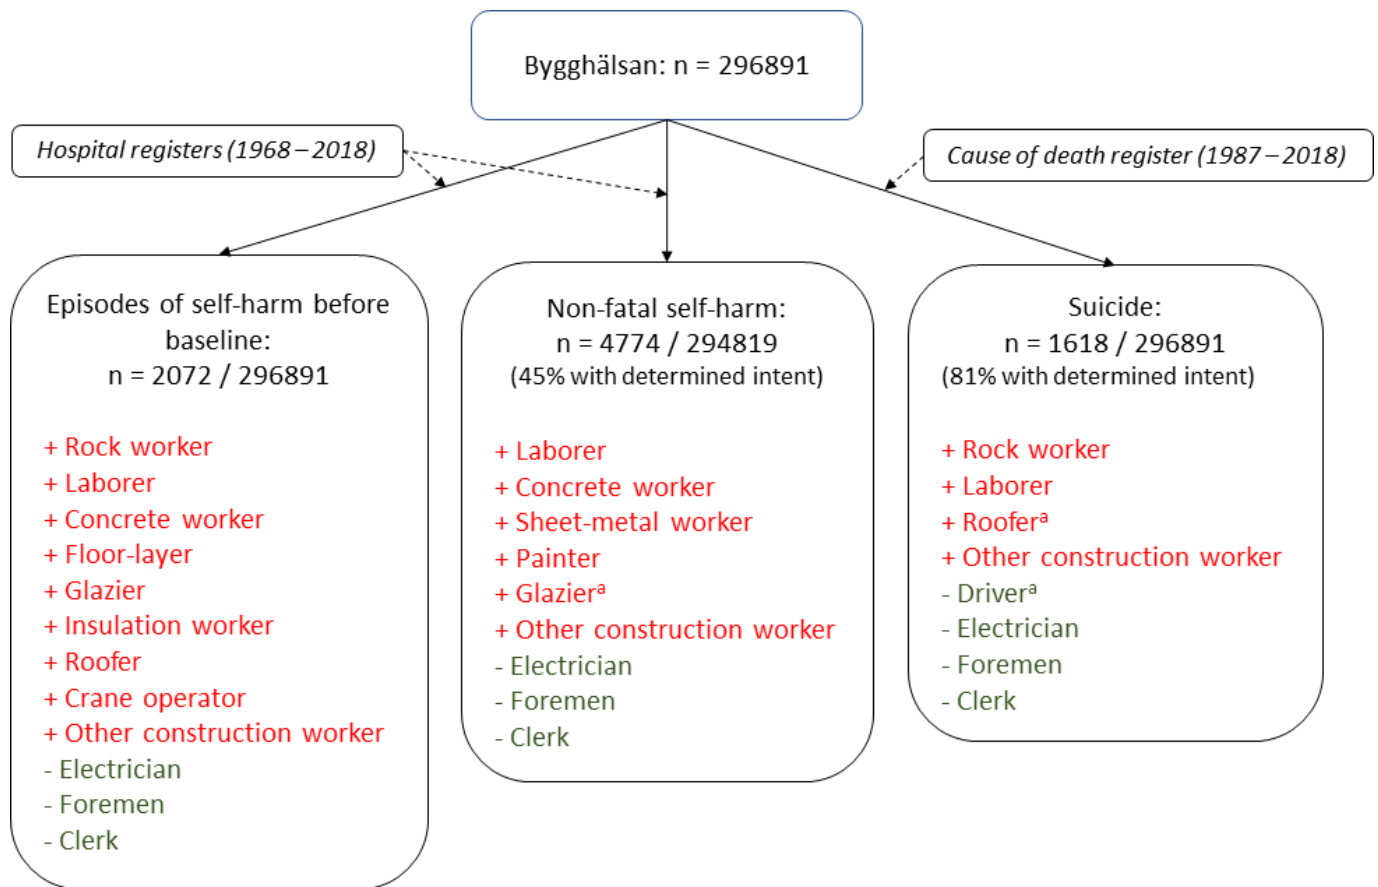 Bygghälsan: n = 296891
Hospital registers (1968 – 2018)
Cause of death register (1987 – 2018)
Episodes of self-harm before
baseline:
n = 2072 / 296891
+ Rock worker
+ Laborer
+ Concrete worker
+ Floor-layer
+ Glazier
+ Insulation worker
+ Roofer
+ Crane operator
+ Other construction worker
- Electrician
- Foremen
- Clerk
Non-fatal self-harm:
n = 4774 / 294819
(45% with determined intent)
+ Laborer
+ Concrete worker
+ Sheet-metal worker
+ Painter
+ Glazierᵃ
+ Other construction worker
- Electrician
- Foremen
- Clerk
Suicide:
n = 1618 / 296891
(81% with determined intent)
+ Rock worker
+ Laborer
+ Rooferᵃ
+ Other construction worker
- Driverᵃ
- Electrician
- Foremen
- Clerk